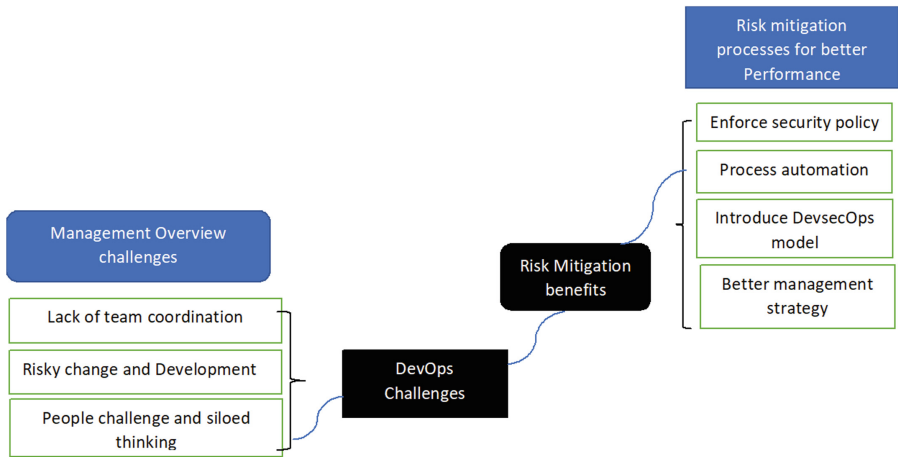 Management Overview
challenges
Lack of team coordination
Risky change and Development
People challenge and siloed
thinking
DevOps
Challenges
Risk Mitigation
benefits
Risk mitigation
processes for better
Performance
Enforce security policy
Process automation
Introduce DevsecOps
model
Better management
strategy